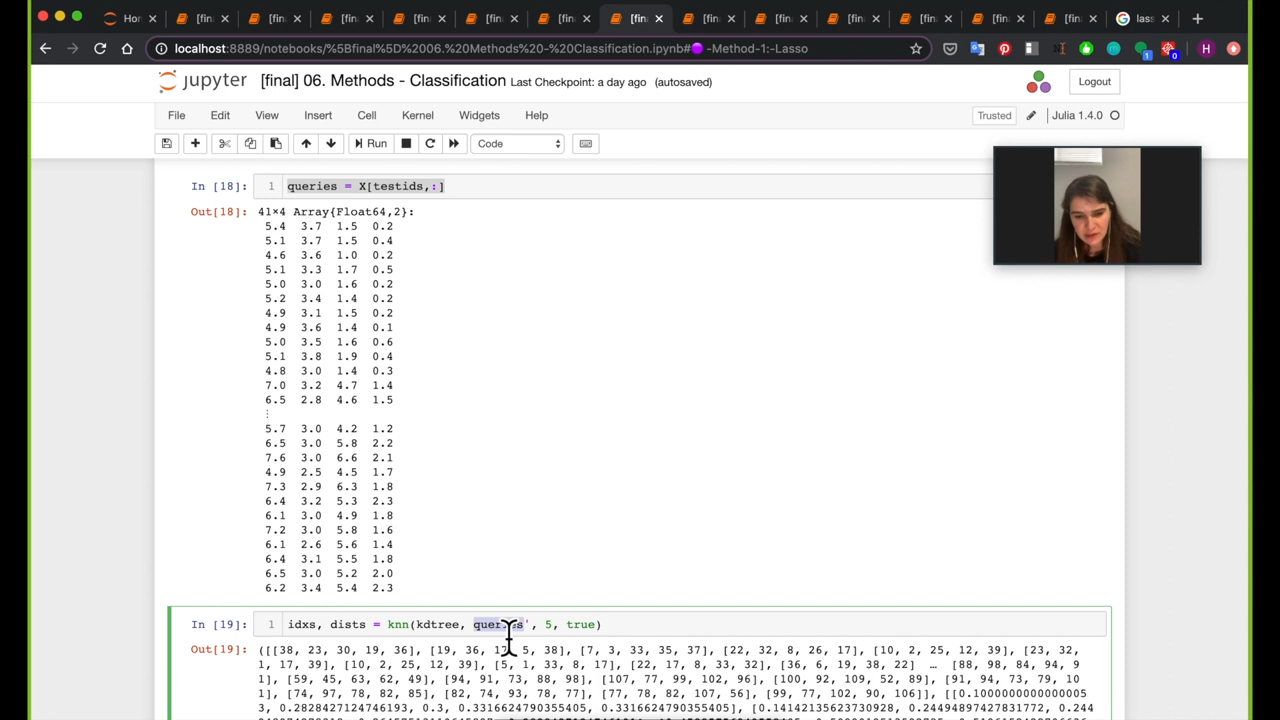 Hor
[fin
[fina
[fina
[fina
[fina
[fina
[fin
[fina
[fina
[fina
[fina
[fina
[fina
lass
localhost:8889/notebooks/%5Bfinal%5D%2006.%20Methods%20-%20Classification.ipynb#🟣-Method-1:-Lasso
1
0
H
jupyter [final] 06. Methods - Classification Last Checkpoint: a day ago (autosaved)
Logout
File Edit View Insert Cell Kernel Widgets Help
Trusted
Julia 1.4.0
Run
Code
In [18]: 1 queries = X[testids,:]
Out[18]: 41×4 Array{Float64,2}:
5.4 3.7 1.5 0.2
5.1 3.7 1.5 0.4
4.6 3.6 1.0 0.2
5.1 3.3 1.7 0.5
5.0 3.0 1.6 0.2
5.2 3.4 1.4 0.2
4.9 3.1 1.5 0.2
4.9 3.6 1.4 0.1
5.0 3.5 1.6 0.6
5.1 3.8 1.9 0.4
4.8 3.0 1.4 0.3
7.0 3.2 4.7 1.4
6.5 2.8 4.6 1.5
⋮
5.7 3.0 4.2 1.2
6.5 3.0 5.8 2.2
7.6 3.0 6.6 2.1
4.9 2.5 4.5 1.7
7.3 2.9 6.3 1.8
6.4 3.2 5.3 2.3
6.1 3.0 4.9 1.8
7.2 3.0 5.8 1.6
6.1 2.6 5.6 1.4
6.4 3.1 5.5 1.8
6.5 3.0 5.2 2.0
6.2 3.4 5.4 2.3
In [19]: 1 idxs, dists = knn(kdtree, queries', 5, true)
Out[19]: ([[38, 23, 30, 19, 36], [19, 36, 17, 5, 38], [7, 3, 33, 35, 37], [22, 32, 8, 26, 17], [10, 2, 25, 12, 39], [23, 32,
1, 17, 39], [10, 2, 25, 12, 39], [5, 1, 33, 8, 17], [22, 17, 8, 33, 32], [36, 6, 19, 38, 22] … [88, 98, 84, 94, 9
1], [59, 45, 63, 62, 49], [94, 91, 73, 88, 98], [107, 77, 99, 102, 96], [100, 92, 109, 52, 89], [91, 94, 73, 79, 10
1], [74, 97, 78, 82, 85], [82, 74, 93, 78, 77], [77, 78, 82, 107, 56], [99, 77, 102, 90, 106]], [[0.1000000000000005
3, 0.2828427124746193, 0.3, 0.3316624790355405, 0.3316624790355405], [0.14142135623730928, 0.2449489742783177​2, 0.244